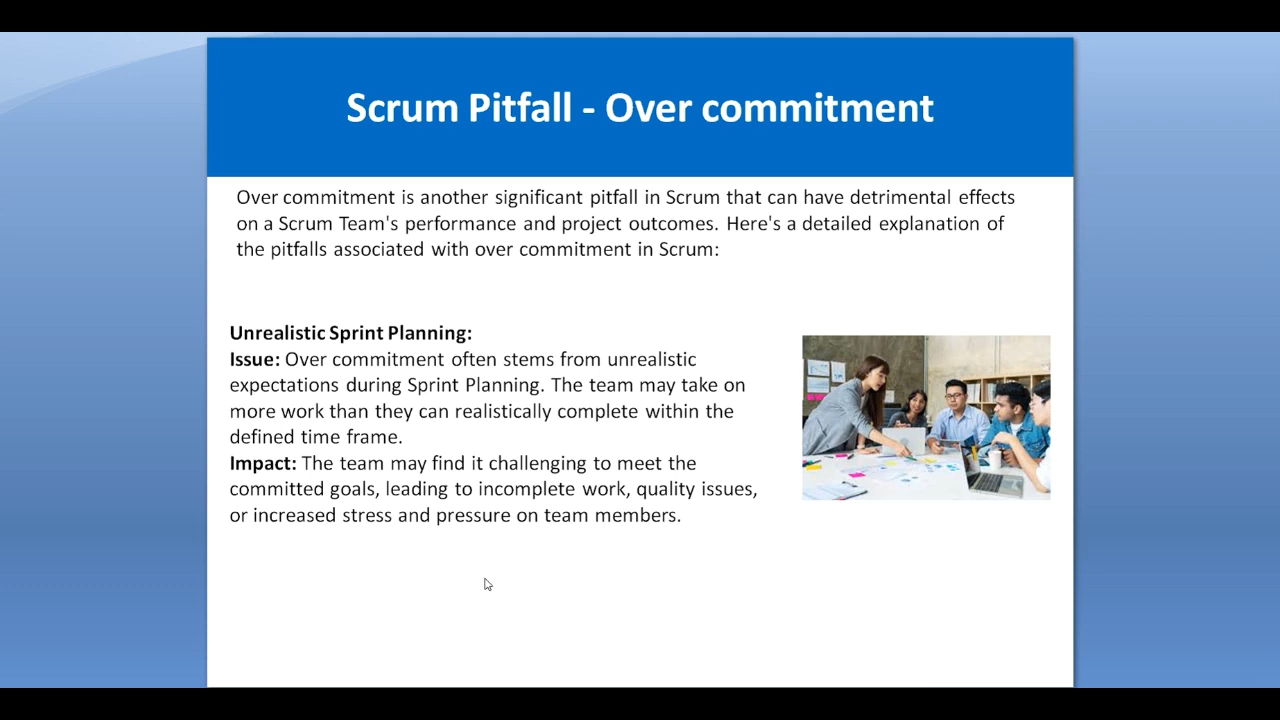 Scrum Pitfall - Over commitment
Over commitment is another significant pitfall in Scrum that can have detrimental effects
on a Scrum Team's performance and project outcomes. Here's a detailed explanation of
the pitfalls associated with over commitment in Scrum:
Unrealistic Sprint Planning:
Issue: Over commitment often stems from unrealistic
expectations during Sprint Planning. The team may take on
more work than they can realistically complete within the
defined time frame.
Impact: The team may find it challenging to meet the
committed goals, leading to incomplete work, quality issues,
or increased stress and pressure on team members.